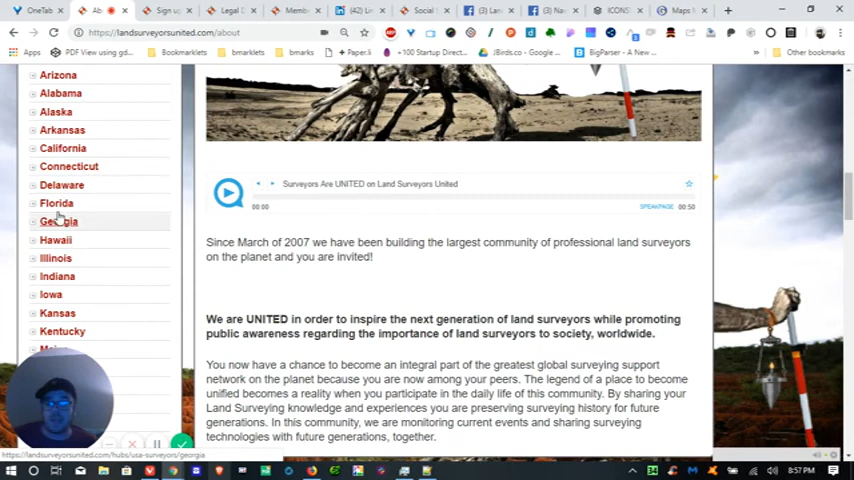 OneTab
Ab
Sign u
Legal D
Memb
(42) Li
Social
(3) Lan
(3) Na
ICONS
Maps M
https://landsurveyorsunited.com/about
Apps
PDF View using gd...
Bookmarklets
bmarklets
bmarklets
Paper.li
+100 Startup Direct...
JBirds.co - Google ...
BigParser - A New ...
Other bookmarks
Arizona
Alabama
Alaska
Arkansas
California
Connecticut
Delaware
Florida
Georgia
Hawaii
Illinois
Indiana
Iowa
Kansas
Kentucky
Surveyors Are UNITED on Land Surveyors United
00:00
SPEAKPAGE
00:50
Since March of 2007 we have been building the largest community of professional land surveyors
on the planet and you are invited!
We are UNITED in order to inspire the next generation of land surveyors while promoting
public awareness regarding the importance of land surveyors to society, worldwide.
You now have a chance to become an integral part of the greatest global surveying support
network on the planet because you are now among your peers. The legend of a place to become
unified becomes a reality when you participate in the daily life of this community. By sharing your
Land Surveying knowledge and experiences you are preserving surveying history for future
generations. In this community, we are monitoring current events and sharing surveying
technologies with future generations, together.
https://landsurveyorsunited.com/hubs/usa-surveyors/georgia
34
8:57 PM